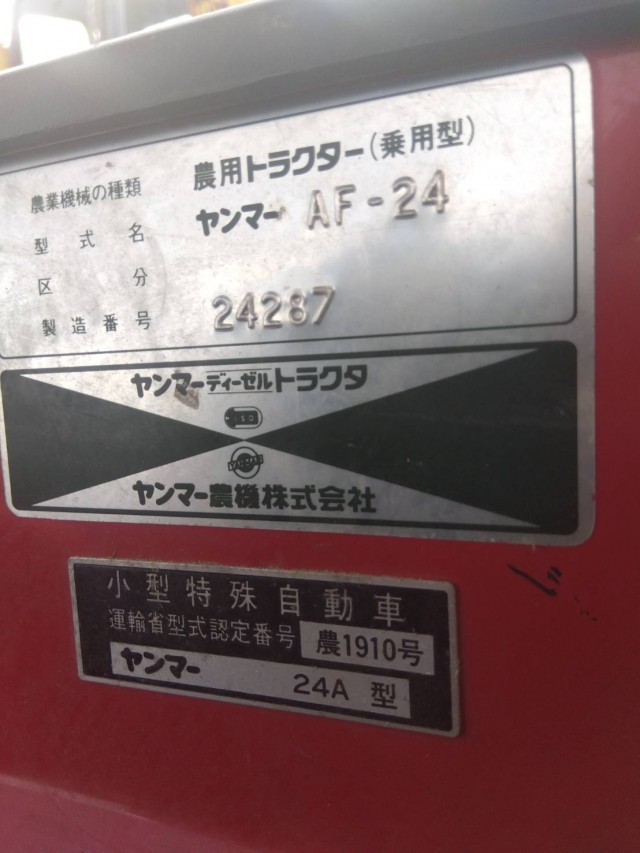 農業機械の種類 農用トラクター(乗用型)
型式名 ヤンマー AF-24
区分
製造番号 24287
ヤンマーディーゼルトラクタ
ヤンマー農機株式会社
小型特殊自動車
運輸省型式認定番号 農1910号
ヤンマー 24A 型